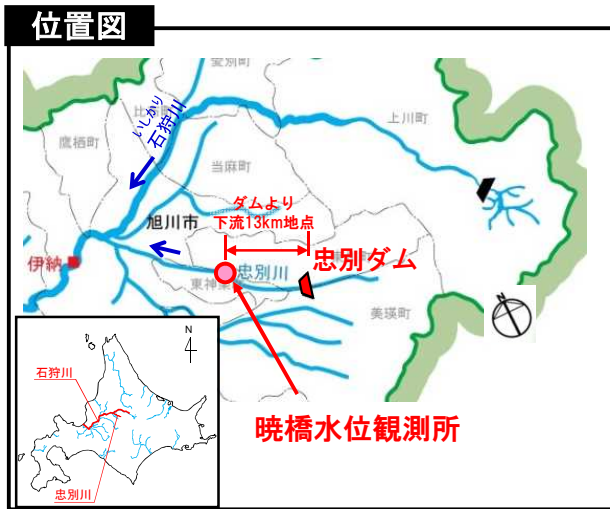 位置図
愛別町
比布町
上川町
いしかり
石狩川
鷹栖町
当麻町
ダムより
下流13km地点
旭川市
忠別ダム
伊納
忠別川
東神楽
美瑛町
N
石狩川
忠別川
暁橋水位観測所